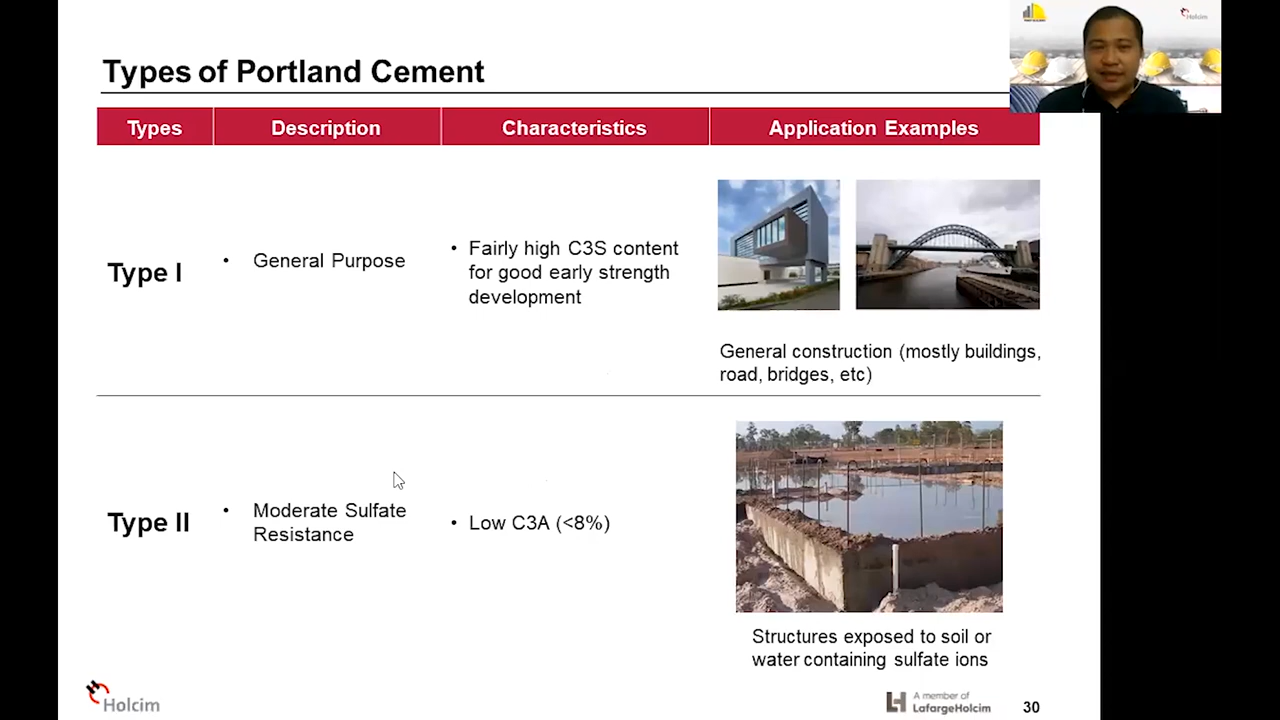 Types of Portland Cement
Types
Description
Characteristics
Application Examples
Type I
• General Purpose
• Fairly high C3S content
for good early strength
development
General construction (mostly buildings,
road, bridges, etc)
Type II
• Moderate Sulfate
Resistance
• Low C3A (<8%)
Structures exposed to soil or
water containing sulfate ions
Holcim
A member of
LafargeHolcim
30
Holcim